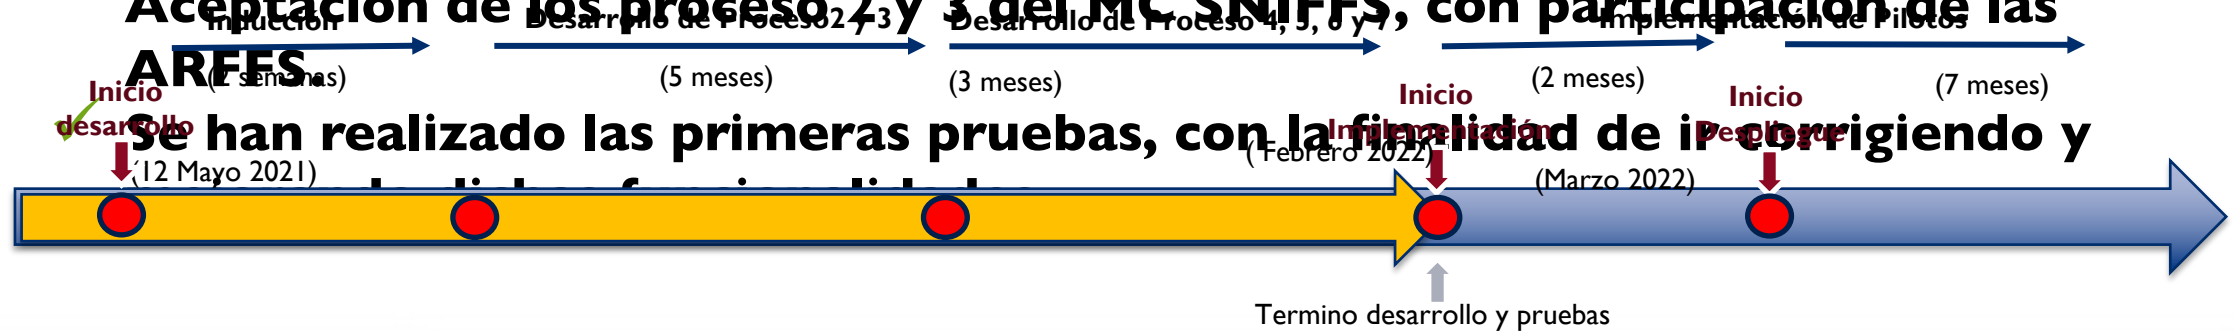 Aceptación de los proceso 2 y 3 del MC SNIFFS, con participación de las
ARFFS.
Se han realizado las primeras pruebas, con la finalidad de ir corrigiendo y
Inducción
(2 semanas)
Desarrollo de Proceso2 y 3
(5 meses)
Desarrollo de Proceso 4, 5, 6 y 7
(3 meses)
Implementación de Pilotos
(2 meses)
(7 meses)
Inicio
desarrollo
(12 Mayo 2021)
Inicio
Implementación
( Febrero 2022)
Inicio
Despliegue
(Marzo 2022)
Termino desarrollo y pruebas